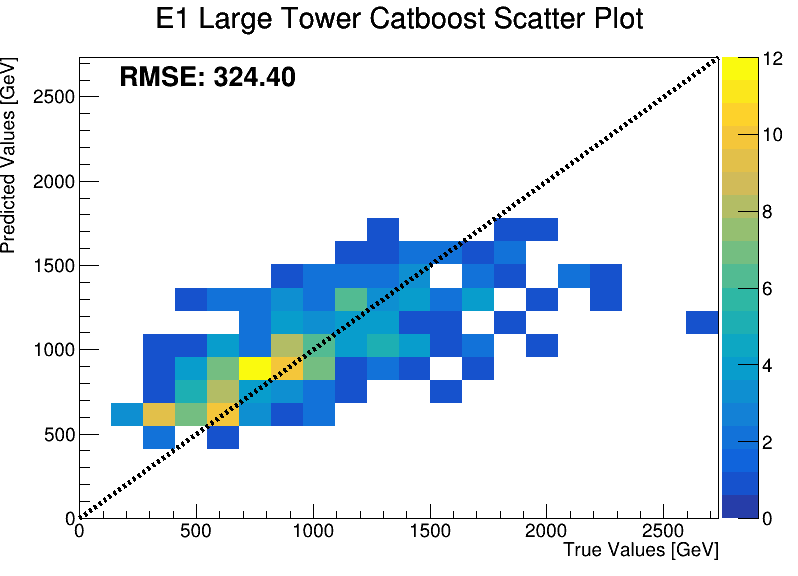 E1 Large Tower Catboost Scatter Plot
RMSE: 324.40
Predicted Values [GeV]
2500
2000
1500
1000
500
0
0 500 1000 1500 2000 2500
True Values [GeV]
12
10
8
6
4
2
0